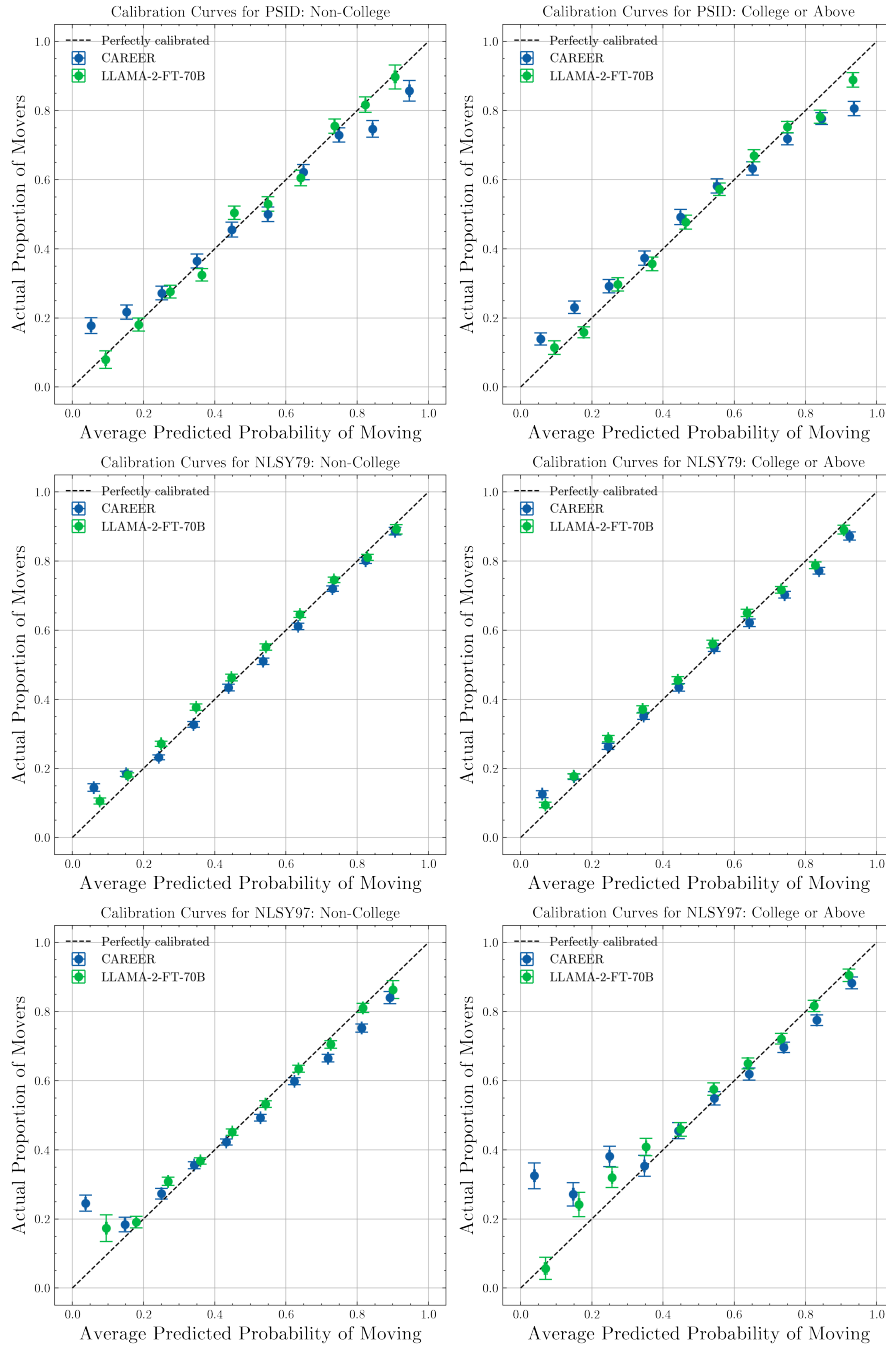 Calibration Curves for PSID: Non-College
Perfectly calibrated
CAREER
LLAMA-2-FT-70B
Actual Proportion of Movers
1.0
0.8
0.6
0.4
0.2
0.0
0.0 0.2 0.4 0.6 0.8 1.0
Average Predicted Probability of Moving
Calibration Curves for PSID: College or Above
Perfectly calibrated
CAREER
LLAMA-2-FT-70B
Actual Proportion of Movers
1.0
0.8
0.6
0.4
0.2
0.0
0.0 0.2 0.4 0.6 0.8 1.0
Average Predicted Probability of Moving
Calibration Curves for NLSY79: Non-College
Perfectly calibrated
CAREER
LLAMA-2-FT-70B
Actual Proportion of Movers
1.0
0.8
0.6
0.4
0.2
0.0
0.0 0.2 0.4 0.6 0.8 1.0
Average Predicted Probability of Moving
Calibration Curves for NLSY79: College or Above
Perfectly calibrated
CAREER
LLAMA-2-FT-70B
Actual Proportion of Movers
1.0
0.8
0.6
0.4
0.2
0.0
0.0 0.2 0.4 0.6 0.8 1.0
Average Predicted Probability of Moving
Calibration Curves for NLSY97: Non-College
Perfectly calibrated
CAREER
LLAMA-2-FT-70B
Actual Proportion of Movers
1.0
0.8
0.6
0.4
0.2
0.0
0.0 0.2 0.4 0.6 0.8 1.0
Average Predicted Probability of Moving
Calibration Curves for NLSY97: College or Above
Perfectly calibrated
CAREER
LLAMA-2-FT-70B
Actual Proportion of Movers
1.0
0.8
0.6
0.4
0.2
0.0
0.0 0.2 0.4 0.6 0.8 1.0
Average Predicted Probability of Moving